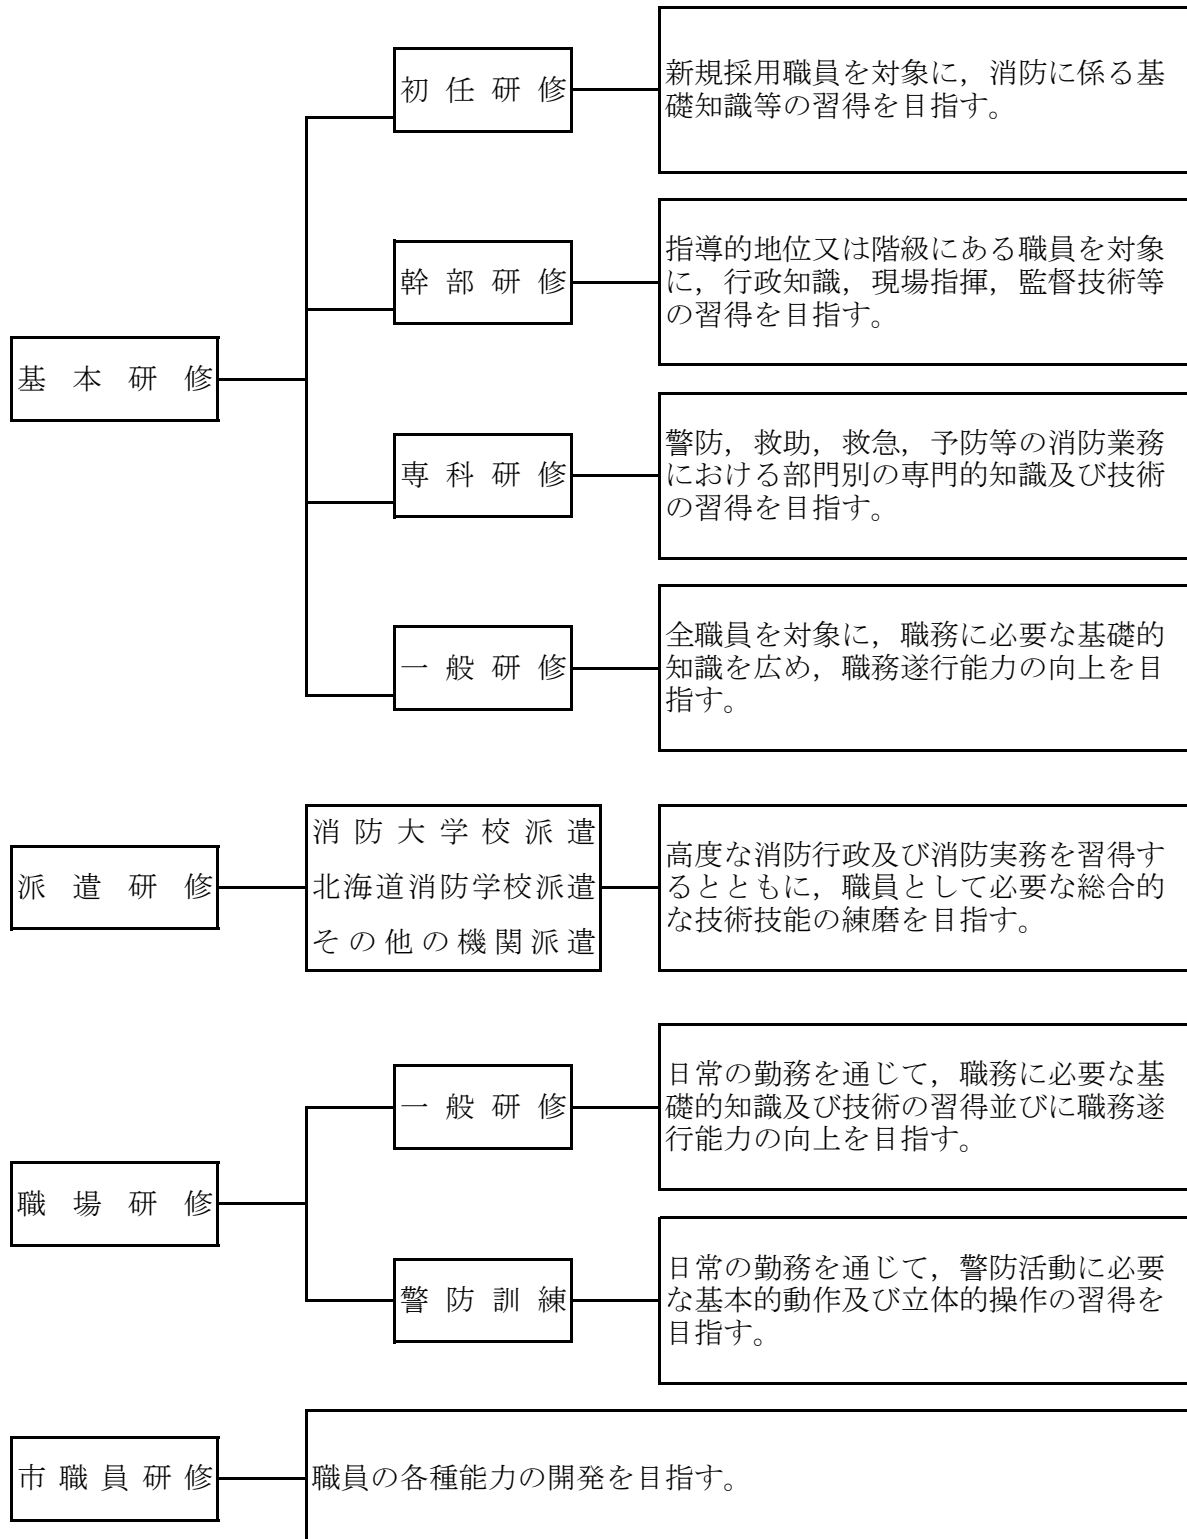 基本研修
初任研修
新規採用職員を対象に，消防に係る基
礎知識等の習得を目指す。
幹部研修
指導的地位又は階級にある職員を対象
に，行政知識，現場指揮，監督技術等
の習得を目指す。
専科研修
警防，救助，救急，予防等の消防業務
における部門別の専門的知識及び技術
の習得を目指す。
一般研修
全職員を対象に，職務に必要な基礎的
知識を広め，職務遂行能力の向上を目
指す。
派遣研修
消防大学校派遣
北海道消防学校派遣
その他の機関派遣
高度な消防行政及び消防実務を習得す
るとともに，職員として必要な総合的
な技術技能の練磨を目指す。
職場研修
一般研修
日常の勤務を通じて，職務に必要な基
礎的知識及び技術の習得並びに職務遂
行能力の向上を目指す。
警防訓練
日常の勤務を通じて，警防活動に必要
な基本的動作及び立体的操作の習得を
目指す。
市職員研修
職員の各種能力の開発を目指す。